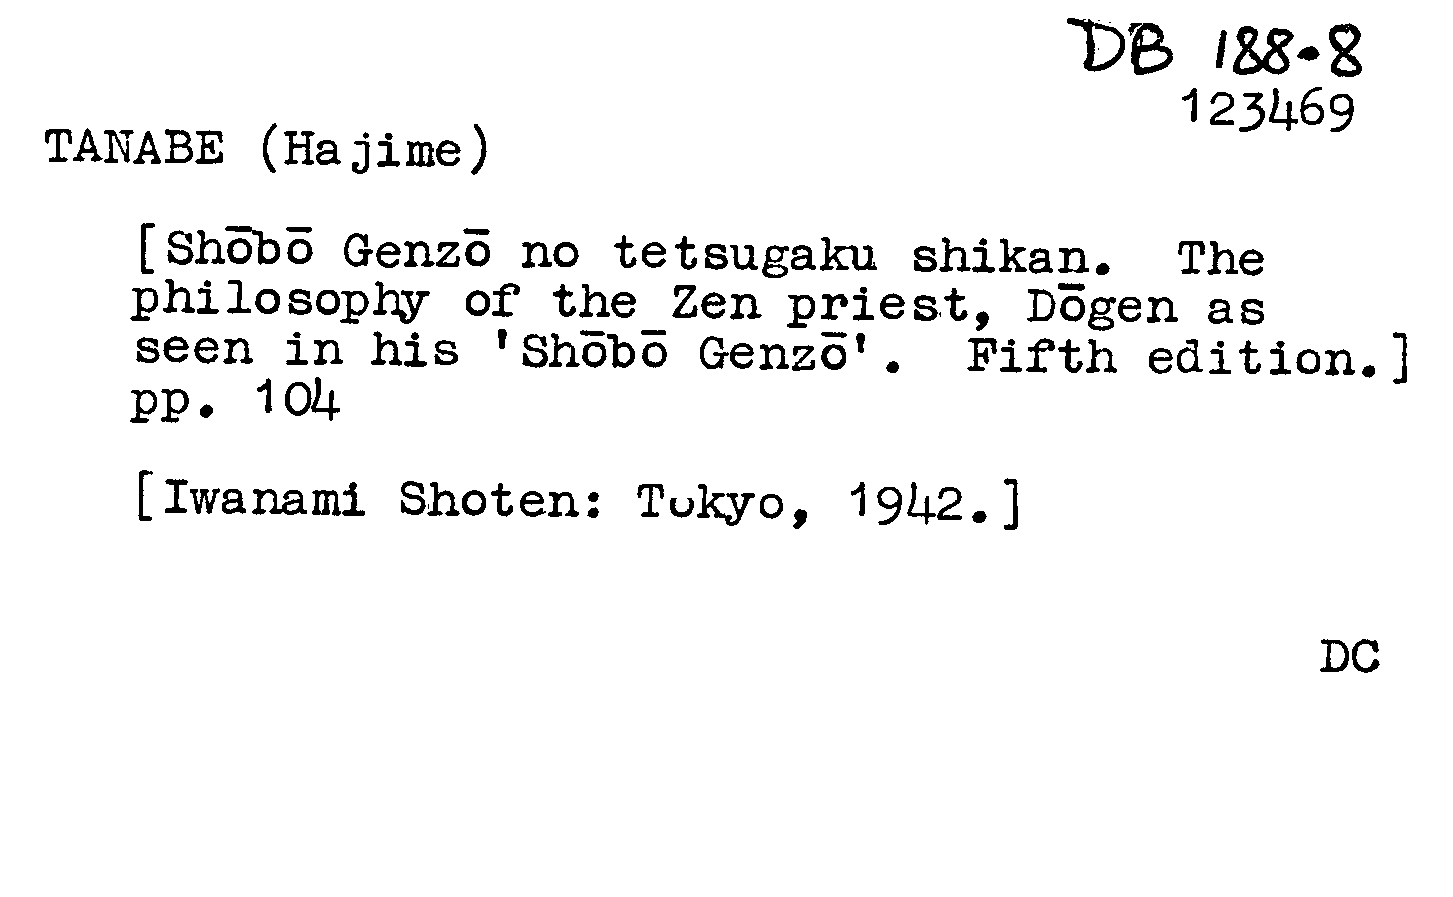 DB 188.8
123469
TANABE (Hajime)
[Shōbō Genzō no tetsugaku shikan. The
philosophy of the Zen priest, Dōgen as
seen in his 'Shōbō Genzō'. Fifth edition.]
pp. 104
[Iwanami Shoten: Tokyo, 1942.]
DC